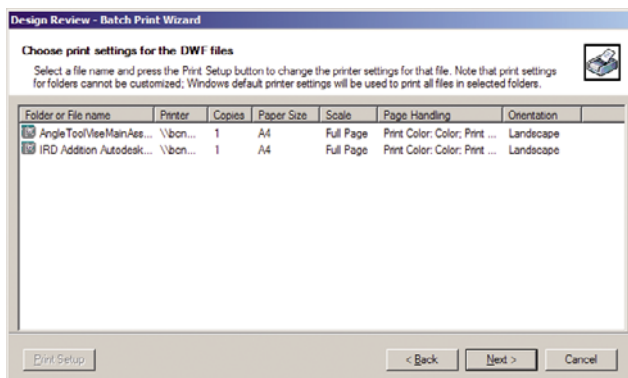 Design Review - Batch Print Wizard
Choose print settings for the DWF files
Select a file name and press the Print Setup button to change the printer settings for that file. Note that print settings
for folders cannot be customized; Windows default printer settings will be used to print all files in selected folders.
Folder or File name Printer Copies Paper Size Scale Page Handling Orientation
AngleToolViseMainAss... \\bcn... 1 A4 Full Page Print Color: Color; Print ... Landscape
IRD Addition Autodesk... \\bcn... 1 A4 Full Page Print Color: Color; Print ... Landscape
Print Setup < Back Next > Cancel